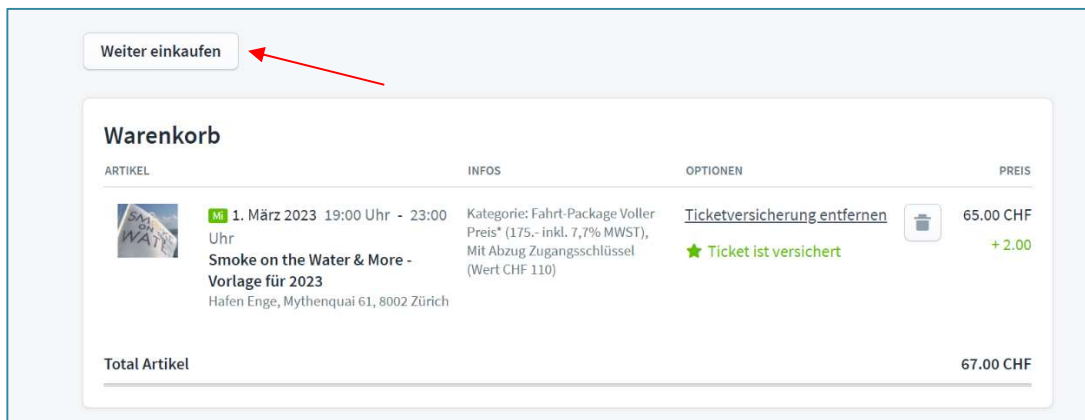 Weiter einkaufen
Warenkorb
ARTIKEL INFOS OPTIONEN PREIS
Mi 1. März 2023 19:00 Uhr - 23:00
Uhr
Smoke on the Water & More -
Vorlage für 2023
Hafen Enge, Mythenquai 61, 8002 Zürich
Kategorie: Fahrt-Package Voller
Preis* (175.- inkl. 7,7% MWST),
Mit Abzug Zugangsschlüssel
(Wert CHF 110)
Ticketversicherung entfernen
Ticket ist versichert
65.00 CHF
+ 2.00
Total Artikel 67.00 CHF